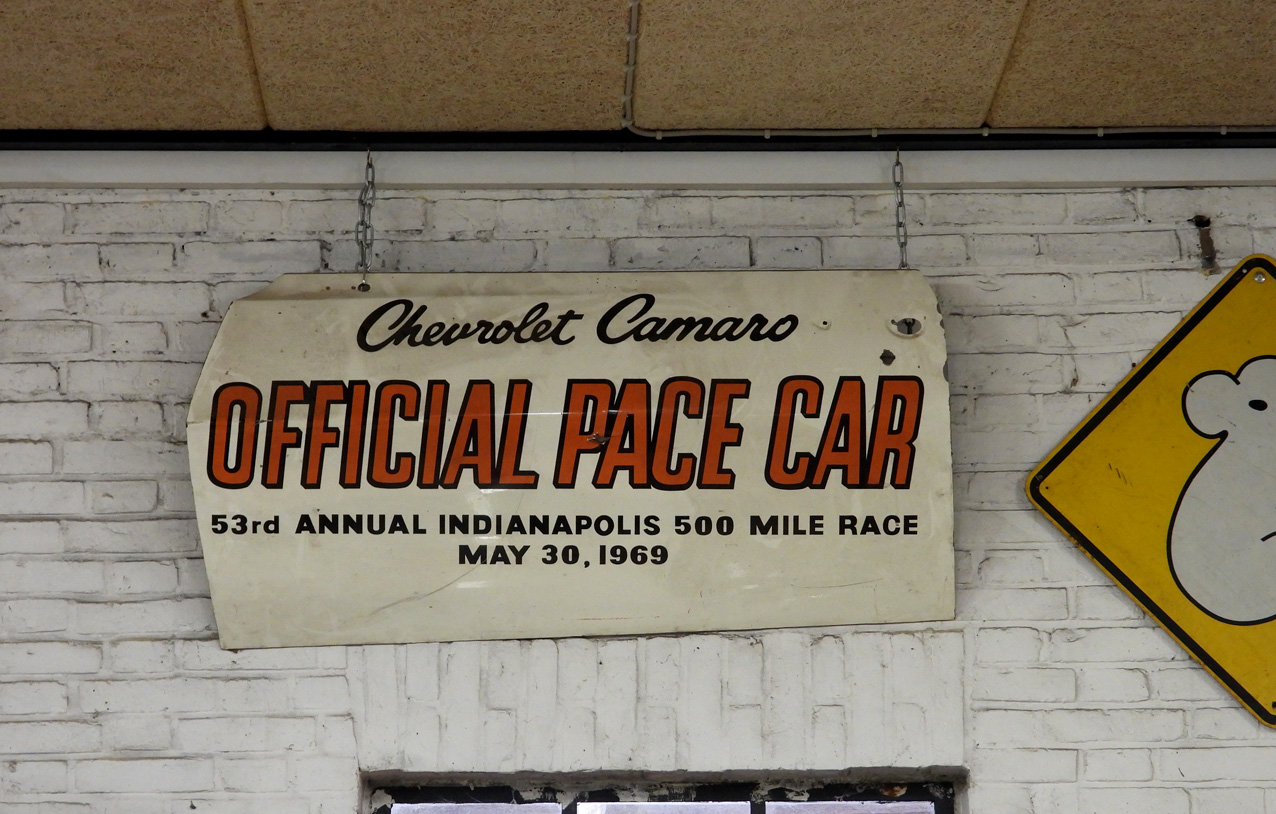 Chevrolet Camaro
OFFICIAL PACE CAR
53rd ANNUAL INDIANAPOLIS 500 MILE RACE
MAY 30, 1969